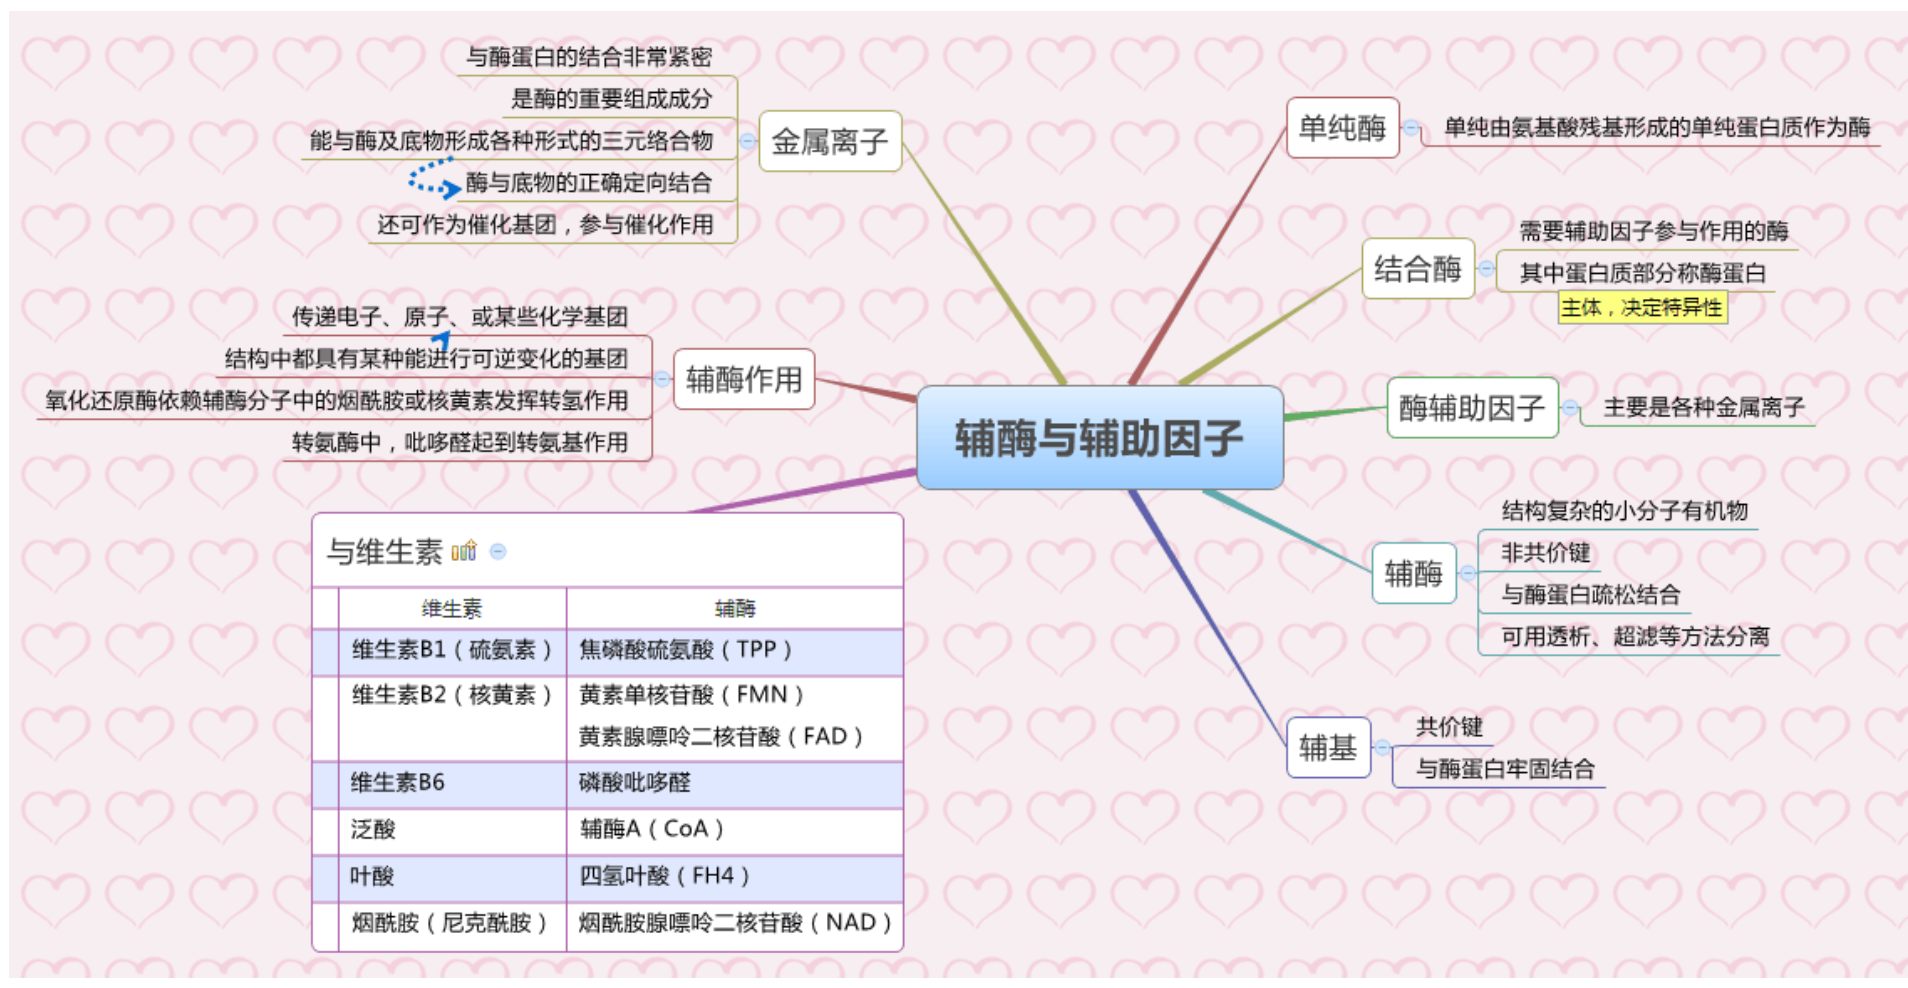 辅酶与辅助因子
单纯酶
单纯由氨基酸残基形成的单纯蛋白质作为酶
结合酶
需要辅助因子参与作用的酶
其中蛋白质部分称酶蛋白
主体，决定特异性
酶辅助因子
主要是各种金属离子
辅酶
结构复杂的小分子有机物
非共价键
与酶蛋白疏松结合
可用透析、超滤等方法分离
辅基
共价键
与酶蛋白牢固结合
金属离子
与酶蛋白的结合非常紧密
是酶的重要组成成分
能与酶及底物形成各种形式的三元络合物
酶与底物的正确定向结合
还可作为催化基团，参与催化作用
辅酶作用
传递电子、原子、或某些化学基团
结构中都具有某种能进行可逆变化的基团
氧化还原酶依赖辅酶分子中的烟酰胺或核黄素发挥转氢作用
转氨酶中，吡哆醛起到转氨基作用
与维生素
维生素 辅酶
维生素B1（硫氨素） 焦磷酸硫氨酸（TPP）
维生素B2（核黄素） 黄素单核苷酸（FMN）
黄素腺嘌呤二核苷酸（FAD）
维生素B6 磷酸吡哆醛
泛酸 辅酶A（CoA）
叶酸 四氢叶酸（FH4）
烟酰胺（尼克酰胺） 烟酰胺腺嘌呤二核苷酸（NAD）